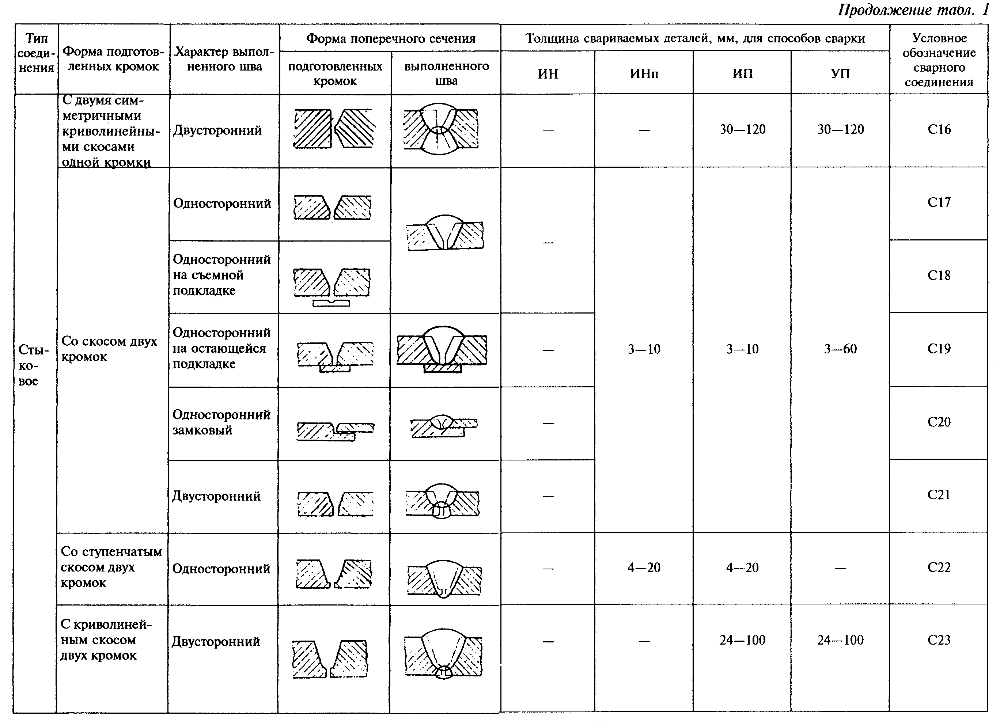 Продолжение табл. 1
Тип
соеди-
нения
Форма подготов-
ленных кромок
Характер выпол-
ненного шва
Форма поперечного сечения
подготовленных
кромок
выполненного
шва
Толщина свариваемых деталей, мм, для способов сварки
ИН
ИНп
ИП
УП
Условное
обозначение
сварного
соединения
Сты-
ко-
вое
С двумя сим-
метричными
криволинейны-
ми скосами
одной кромки
Двусторонний
—
—
30—120
30—120
С16
Со скосом двух
кромок
Односторонний
—
3—10
3—10
3—60
С17
Односторонний
на съемной
подкладке
С18
Односторонний
на остающейся
подкладке
—
С19
Односторонний
замковый
—
С20
Двусторонний
—
С21
Со ступенчатым
скосом двух
кромок
Односторонний
—
4—20
4—20
—
С22
С криволиней-
ным скосом
двух кромок
Двусторонний
—
—
24—100
24—100
С23